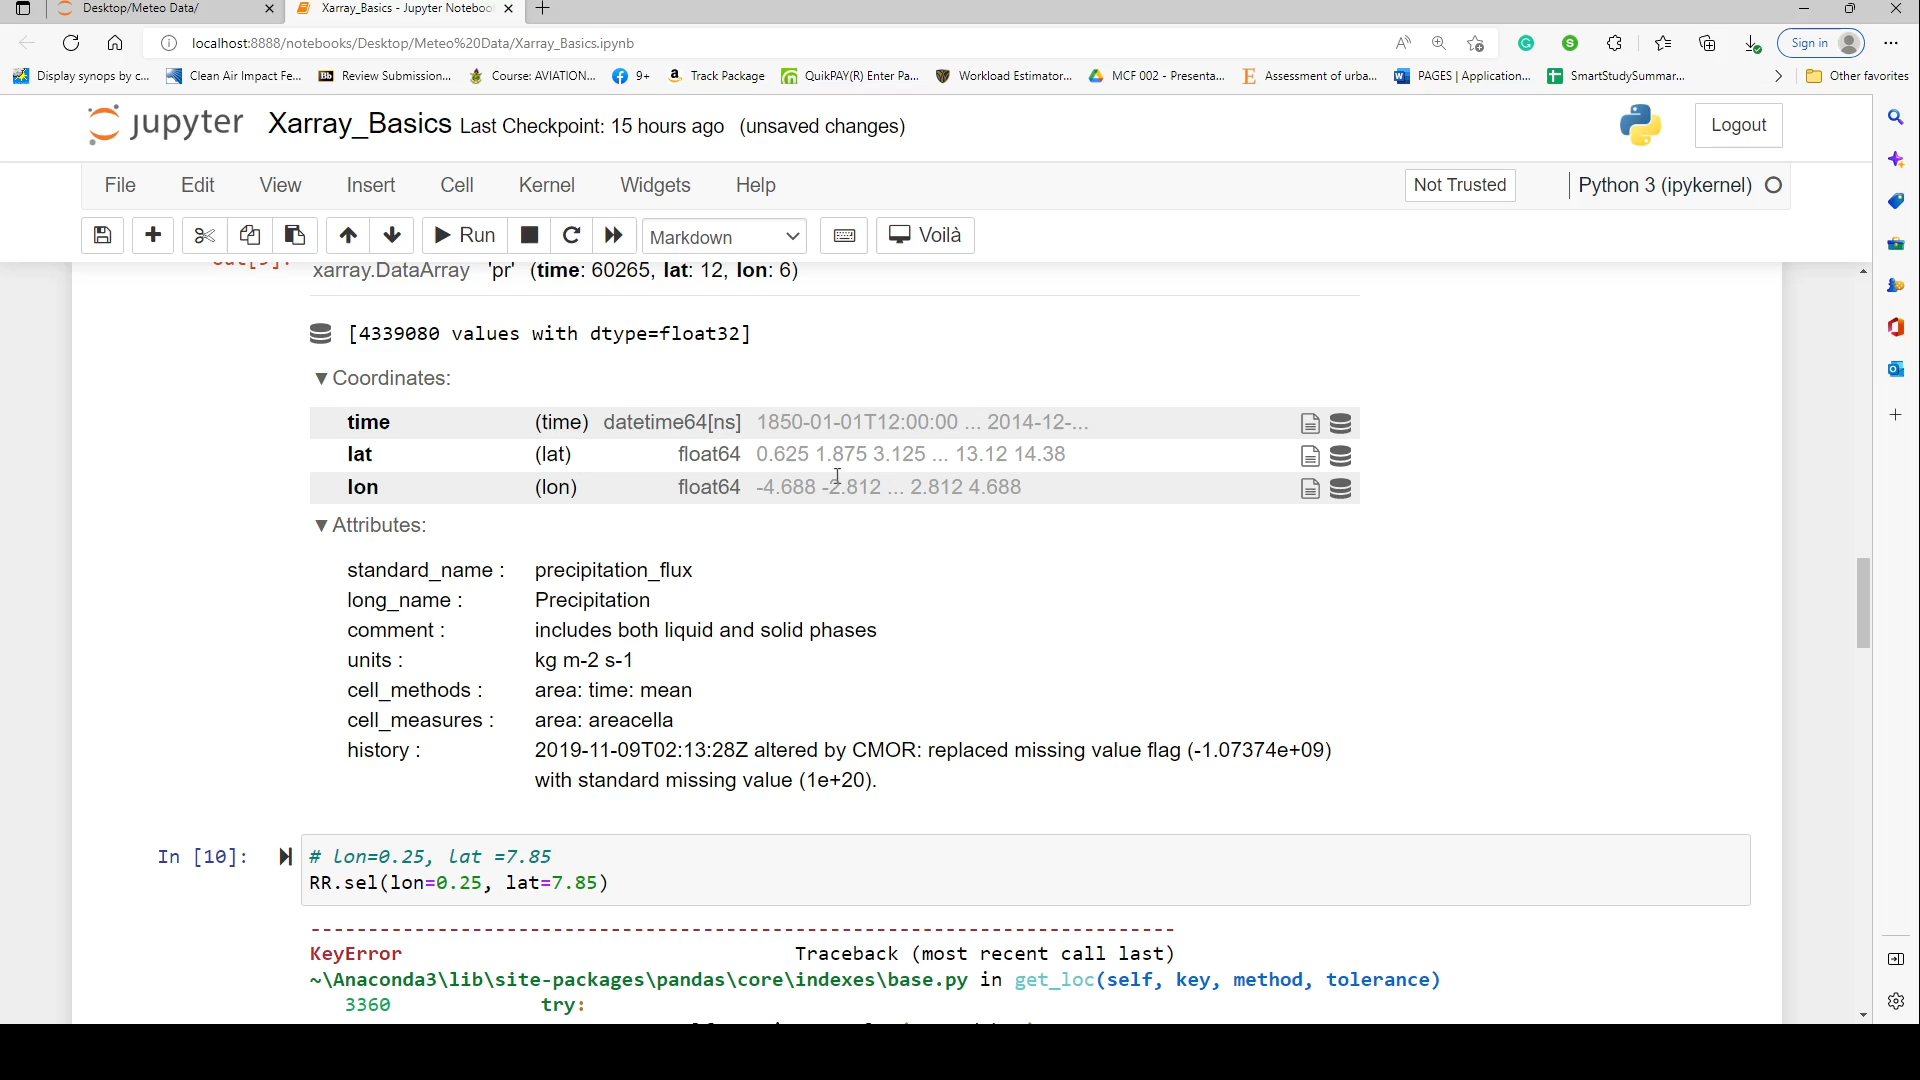 Desktop/Meteo Data/
Xarray_Basics - Jupyter Noteboo
localhost:8888/notebooks/Desktop/Meteo%20Data/Xarray_Basics.ipynb
Sign in
Display synops by c...
Clean Air Impact Fe...
Bb Review Submission...
Course: AVIATION...
9+
Track Package
QuikPAY(R) Enter Pa...
Workload Estimator...
MCF 002 - Presenta...
E Assessment of urba...
PAGES | Application...
SmartStudySummar...
Other favorites
jupyter Xarray_Basics Last Checkpoint: 15 hours ago (unsaved changes)
Logout
File Edit View Insert Cell Kernel Widgets Help
Not Trusted
Python 3 (ipykernel)
Run
Markdown
Voilà
xarray.DataArray 'pr' (time: 60265, lat: 12, lon: 6)
[4339080 values with dtype=float32]
▼ Coordinates:
time (time) datetime64[ns] 1850-01-01T12:00:00 ... 2014-12-...
lat (lat) float64 0.625 1.875 3.125 ... 13.12 14.38
lon (lon) float64 -4.688 -2.812 ... 2.812 4.688
▼ Attributes:
standard_name : precipitation_flux
long_name : Precipitation
comment : includes both liquid and solid phases
units : kg m-2 s-1
cell_methods : area: time: mean
cell_measures : area: areacella
history : 2019-11-09T02:13:28Z altered by CMOR: replaced missing value flag (-1.07374e+09)
with standard missing value (1e+20).
In [10]: # lon=0.25, lat =7.85
RR.sel(lon=0.25, lat=7.85)
---------------------------------------------------------------------------
KeyError Traceback (most recent call last)
~\Anaconda3\lib\site-packages\pandas\core\indexes\base.py in get_loc(self, key, method, tolerance)
3360 try: